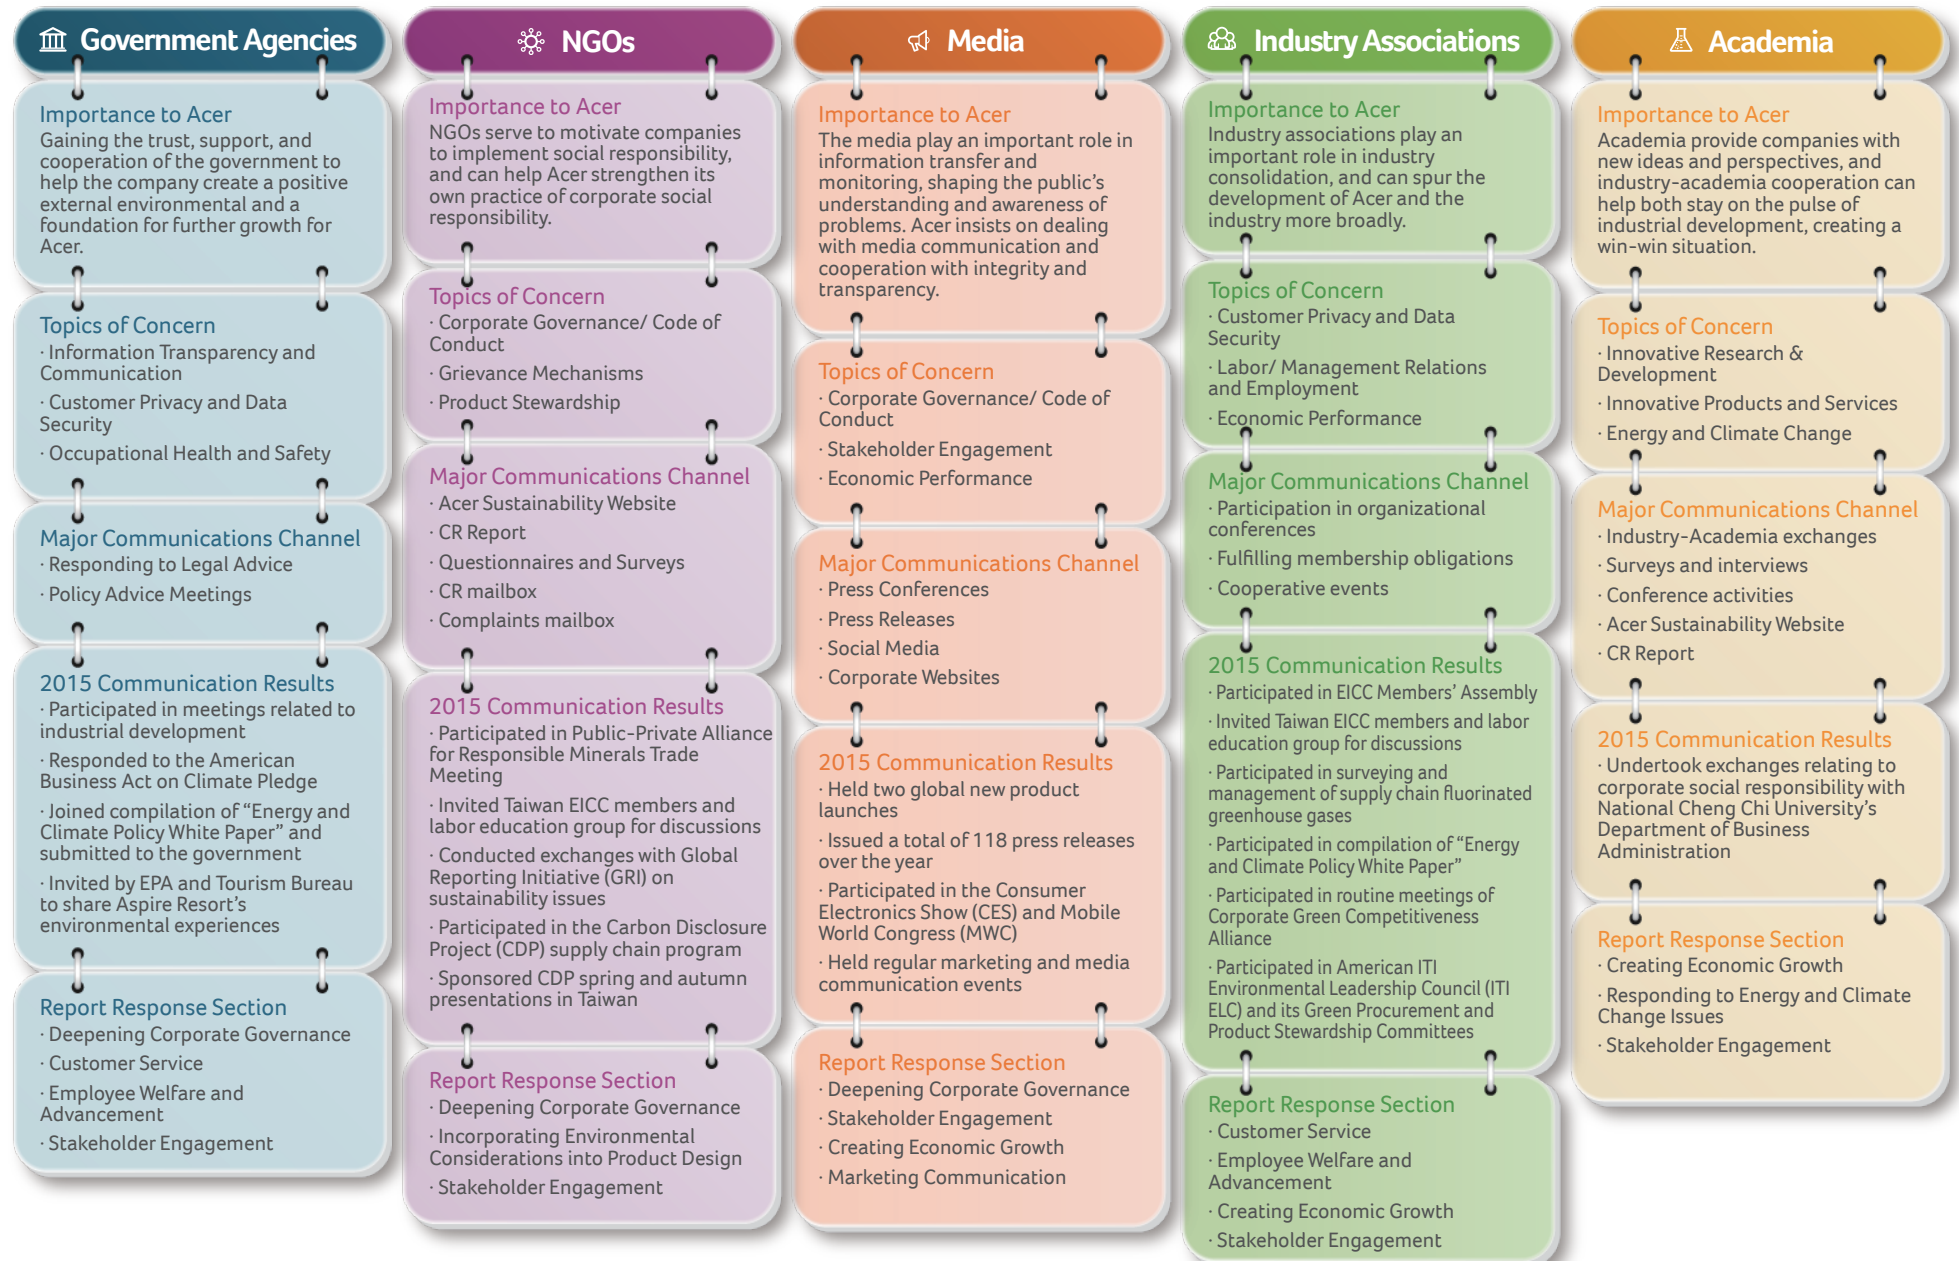 Government Agencies
Importance to Acer
Gaining the trust, support, and
cooperation of the government to
help the company create a positive
external environmental and a
foundation for further growth for
Acer.
Topics of Concern
· Information Transparency and
Communication
· Customer Privacy and Data
Security
· Occupational Health and Safety
Major Communications Channel
· Responding to Legal Advice
· Policy Advice Meetings
2015 Communication Results
· Participated in meetings related to
industrial development
· Responded to the American
Business Act on Climate Pledge
· Joined compilation of “Energy and
Climate Policy White Paper” and
submitted to the government
· Invited by EPA and Tourism Bureau
to share Aspire Resort’s
environmental experiences
Report Response Section
· Deepening Corporate Governance
· Customer Service
· Employee Welfare and
Advancement
· Stakeholder Engagement
NGOs
Importance to Acer
NGOs serve to motivate companies
to implement social responsibility,
and can help Acer strengthen its
own practice of corporate social
responsibility.
Topics of Concern
· Corporate Governance/ Code of
Conduct
· Grievance Mechanisms
· Product Stewardship
Major Communications Channel
· Acer Sustainability Website
· CR Report
· Questionnaires and Surveys
· CR mailbox
· Complaints mailbox
2015 Communication Results
· Participated in Public-Private Alliance
for Responsible Minerals Trade
Meeting
· Invited Taiwan EICC members and
labor education group for discussions
· Conducted exchanges with Global
Reporting Initiative (GRI) on
sustainability issues
· Participated in the Carbon Disclosure
Project (CDP) supply chain program
· Sponsored CDP spring and autumn
presentations in Taiwan
Report Response Section
· Deepening Corporate Governance
· Incorporating Environmental
Considerations into Product Design
· Stakeholder Engagement
Media
Importance to Acer
The media play an important role in
information transfer and
monitoring, shaping the public’s
understanding and awareness of
problems. Acer insists on dealing
with media communication and
cooperation with integrity and
transparency.
Topics of Concern
· Corporate Governance/ Code of
Conduct
· Stakeholder Engagement
· Economic Performance
Major Communications Channel
· Press Conferences
· Press Releases
· Social Media
· Corporate Websites
2015 Communication Results
· Held two global new product
launches
· Issued a total of 118 press releases
over the year
· Participated in the Consumer
Electronics Show (CES) and Mobile
World Congress (MWC)
· Held regular marketing and media
communication events
Report Response Section
· Deepening Corporate Governance
· Stakeholder Engagement
· Creating Economic Growth
· Marketing Communication
Industry Associations
Importance to Acer
Industry associations play an
important role in industry
consolidation, and can spur the
development of Acer and the
industry more broadly.
Topics of Concern
· Customer Privacy and Data
Security
· Labor/ Management Relations
and Employment
· Economic Performance
Major Communications Channel
· Participation in organizational
conferences
· Fulfilling membership obligations
· Cooperative events
2015 Communication Results
· Participated in EICC Members’ Assembly
· Invited Taiwan EICC members and labor
education group for discussions
· Participated in surveying and
management of supply chain fluorinated
greenhouse gases
· Participated in compilation of “Energy
and Climate Policy White Paper”
· Participated in routine meetings of
Corporate Green Competitiveness
Alliance
· Participated in American ITI
Environmental Leadership Council (ITI
ELC) and its Green Procurement and
Product Stewardship Committees
Report Response Section
· Customer Service
· Employee Welfare and
Advancement
· Creating Economic Growth
· Stakeholder Engagement
Academia
Importance to Acer
Academia provide companies with
new ideas and perspectives, and
industry-academia cooperation can
help both stay on the pulse of
industrial development, creating a
win-win situation.
Topics of Concern
· Innovative Research &
Development
· Innovative Products and Services
· Energy and Climate Change
Major Communications Channel
· Industry-Academia exchanges
· Surveys and interviews
· Conference activities
· Acer Sustainability Website
· CR Report
2015 Communication Results
· Undertook exchanges relating to
corporate social responsibility with
National Cheng Chi University’s
Department of Business
Administration
Report Response Section
· Creating Economic Growth
· Responding to Energy and Climate
Change Issues
· Stakeholder Engagement